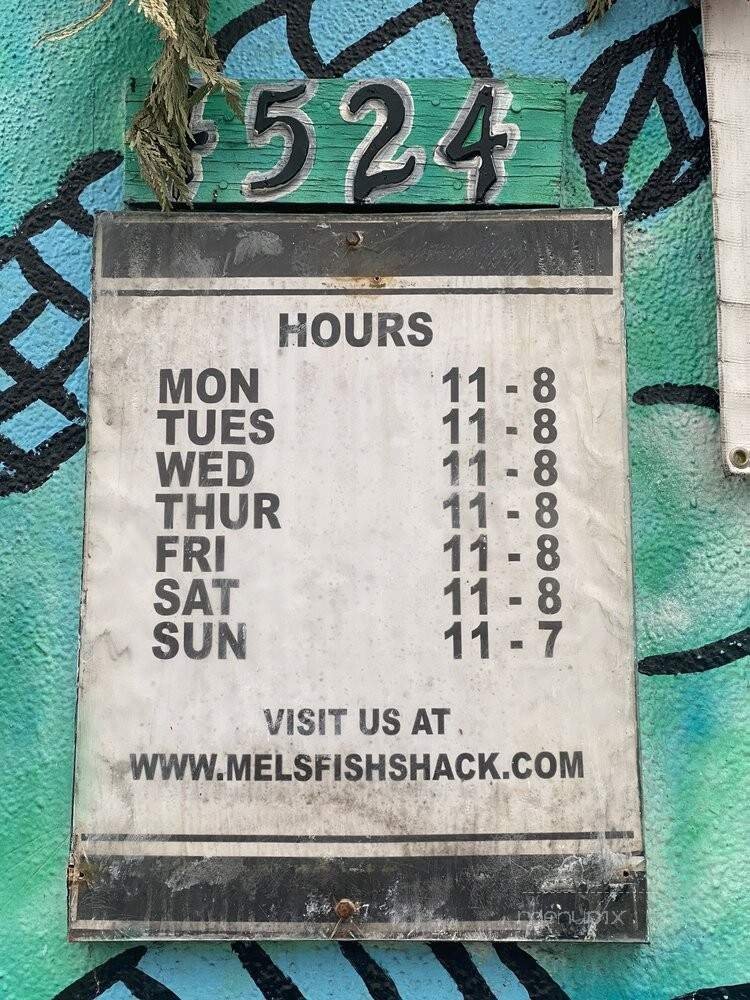 524
HOURS
MON 11 - 8
TUES 11 - 8
WED 11 - 8
THUR 11 - 8
FRI 11 - 8
SAT 11 - 8
SUN 11 - 7
VISIT US AT
WWW.MELSFISHSHACK.COM
menupix